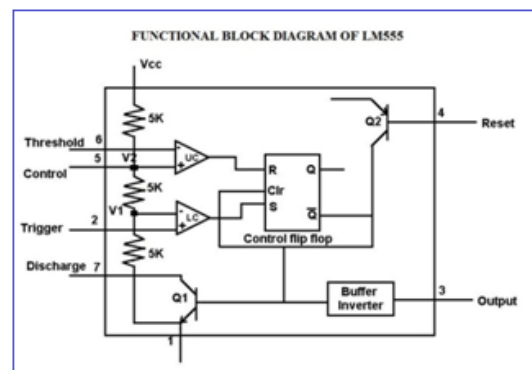 FUNCTIONAL BLOCK DIAGRAM OF LM555
Vcc
5K
Threshold
6
Control
5
V2
-
+
UC
5K
V1
Trigger
2
-
+
LC
5K
Discharge
7
Q1
1
R
Q
Clr
S
Q
Control flip flop
Q2
4
Reset
Buffer
Inverter
3
Output